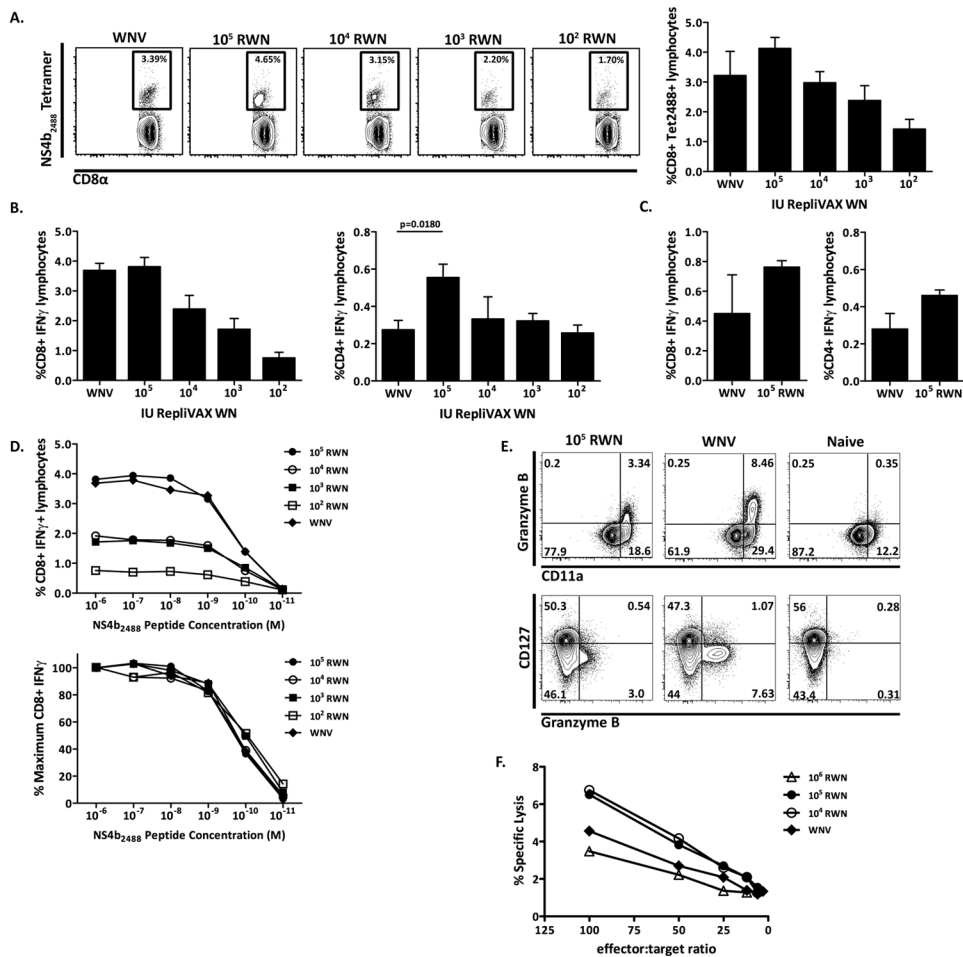 A.
WNV
10⁵ RWN
10⁴ RWN
10³ RWN
10² RWN
3.39%
4.65%
3.15%
2.20%
1.70%
NS4b₂₄₈₈ Tetramer
CD8α
%CD8+ Tet2488+ lymphocytes
5.0
4.0
3.0
2.0
1.0
0.0
WNV 10⁵ 10⁴ 10³ 10²
IU RepliVAX WN
B.
%CD8+ IFNγ lymphocytes
5.0
4.0
3.0
2.0
1.0
0.0
WNV 10⁵ 10⁴ 10³ 10²
IU RepliVAX WN
p=0.0180
%CD4+ IFNγ lymphocytes
0.8
0.6
0.4
0.2
0.0
WNV 10⁵ 10⁴ 10³ 10²
IU RepliVAX WN
C.
%CD8+ IFNγ lymphocytes
1.0
0.8
0.6
0.4
0.2
0.0
WNV 10⁵ RWN
%CD4+ IFNγ lymphocytes
0.8
0.6
0.4
0.2
0.0
WNV 10⁵ RWN
D.
% CD8+ IFNγ+ lymphocytes
5.0
4.0
3.0
2.0
1.0
0.0
10⁻⁶ 10⁻⁷ 10⁻⁸ 10⁻⁹ 10⁻¹⁰ 10⁻¹¹
NS4b₂₄₈₈ Peptide Concentration (M)
10⁵ RWN
10⁴ RWN
10³ RWN
10² RWN
WNV
% Maximum CD8+ IFNγ
100
80
60
40
20
0
10⁻⁶ 10⁻⁷ 10⁻⁸ 10⁻⁹ 10⁻¹⁰ 10⁻¹¹
NS4b₂₄₈₈ Peptide Concentration (M)
10⁵ RWN
10⁴ RWN
10³ RWN
10² RWN
WNV
E.
10⁵ RWN
WNV
Naive
Granzyme B
0.2 3.34
77.9 18.6
0.25 8.46
61.9 29.4
0.25 0.35
87.2 12.2
CD11a
CD127
50.3 0.54
46.1 3.0
47.3 1.07
44 7.63
56 0.28
43.4 0.31
Granzyme B
F.
% Specific Lysis
8
6
4
2
0
125 100 75 50 25 0
effector:target ratio
10⁶ RWN
10⁵ RWN
10⁴ RWN
WNV